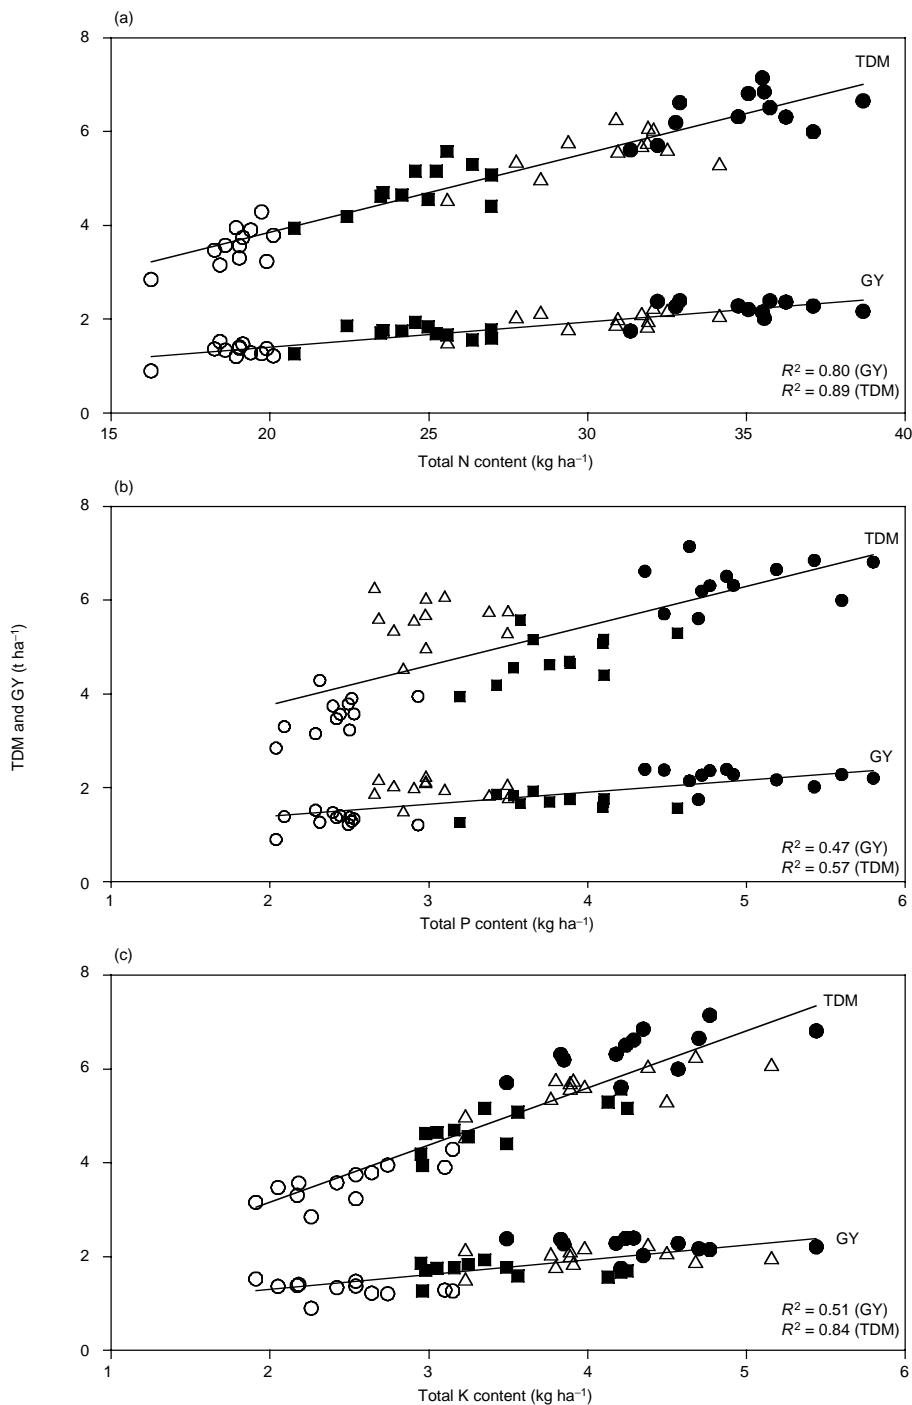 (a)
8
TDM
6
4
GY
2
R² = 0.80 (GY)
R² = 0.89 (TDM)
0
15 20 25 30 35 40
Total N content (kg ha⁻¹)
(b)
8
TDM
6
4
GY
2
R² = 0.47 (GY)
R² = 0.57 (TDM)
0
1 2 3 4 5 6
Total P content (kg ha⁻¹)
TDM and GY (t ha⁻¹)
(c)
8
TDM
6
4
GY
2
R² = 0.51 (GY)
R² = 0.84 (TDM)
0
1 2 3 4 5 6
Total K content (kg ha⁻¹)